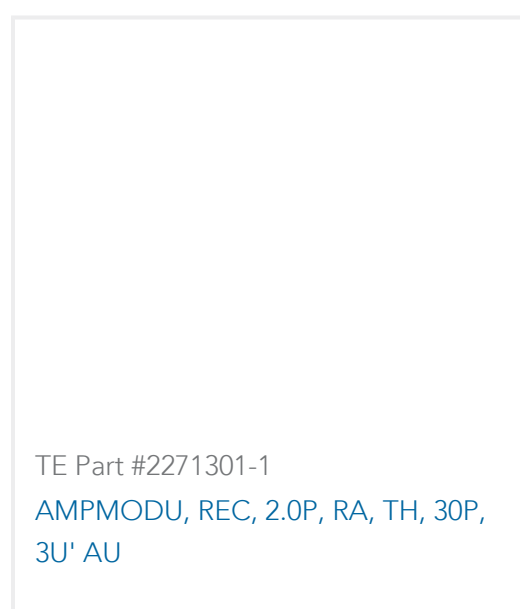 TE Part #2271301-1
AMPMODU, REC, 2.0P, RA, TH, 30P,
3U' AU